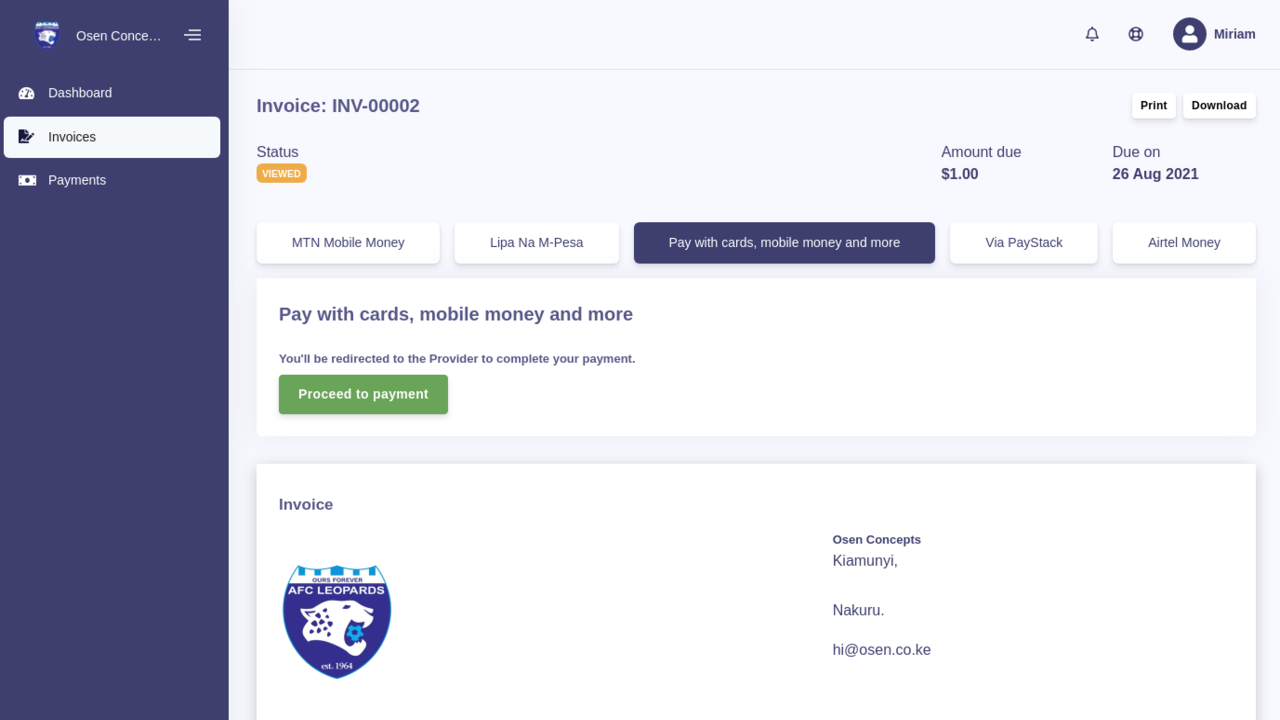 Osen Conce…
Miriam
Dashboard
Invoices
Payments
Invoice: INV-00002
Print
Download
Status
VIEWED
Amount due
$1.00
Due on
26 Aug 2021
MTN Mobile Money
Lipa Na M-Pesa
Pay with cards, mobile money and more
Via PayStack
Airtel Money
Pay with cards, mobile money and more
You'll be redirected to the Provider to complete your payment.
Proceed to payment
Invoice
OURS FOREVER
AFC LEOPARDS
est. 1964
Osen Concepts
Kiamunyi,
Nakuru.
hi@osen.co.ke